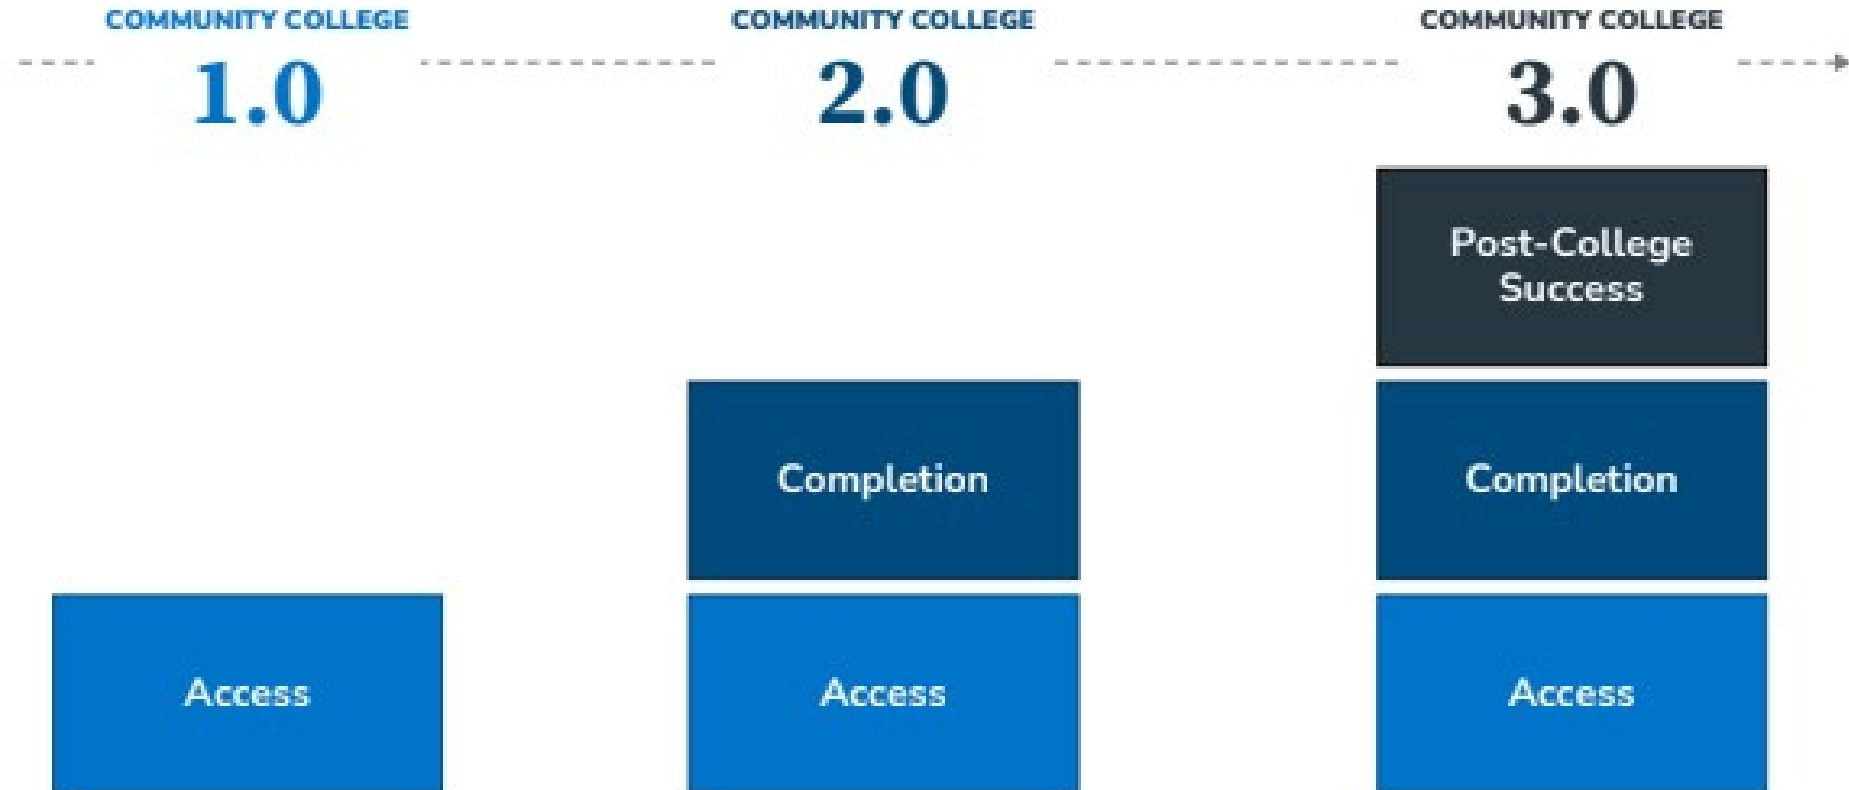 COMMUNITY COLLEGE
1.0
COMMUNITY COLLEGE
2.0
COMMUNITY COLLEGE
3.0
Post-College
Success
Completion
Completion
Access
Access
Access